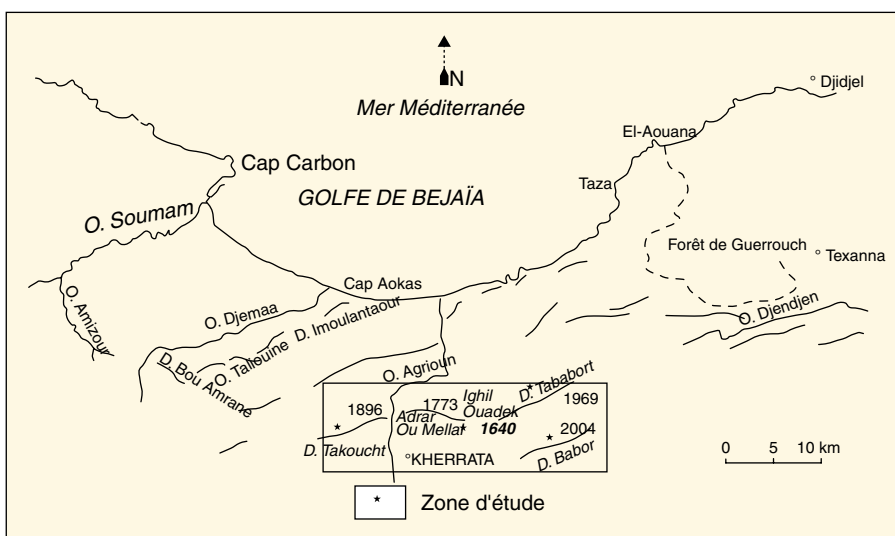 N
Mer Méditerranée
Djidjel
El-Aouana
Cap Carbon
Taza
GOLFE DE BEJAÏA
O. Soumam
Forêt de Guerrouch
Texanna
Cap Aokas
O. Amizour
O. Djemaa
D. Imoulantaour
O. Taliouine
O. Djendjen
D. Bou Amrane
O. Agrioun
D. Tababort
Ighil
Ouadek
1969
1896
1773
Adrar
Ou Mellal
1640
2004
D. Takoucht
KHERRATA
D. Babor
0 5 10 km
Zone d'étude